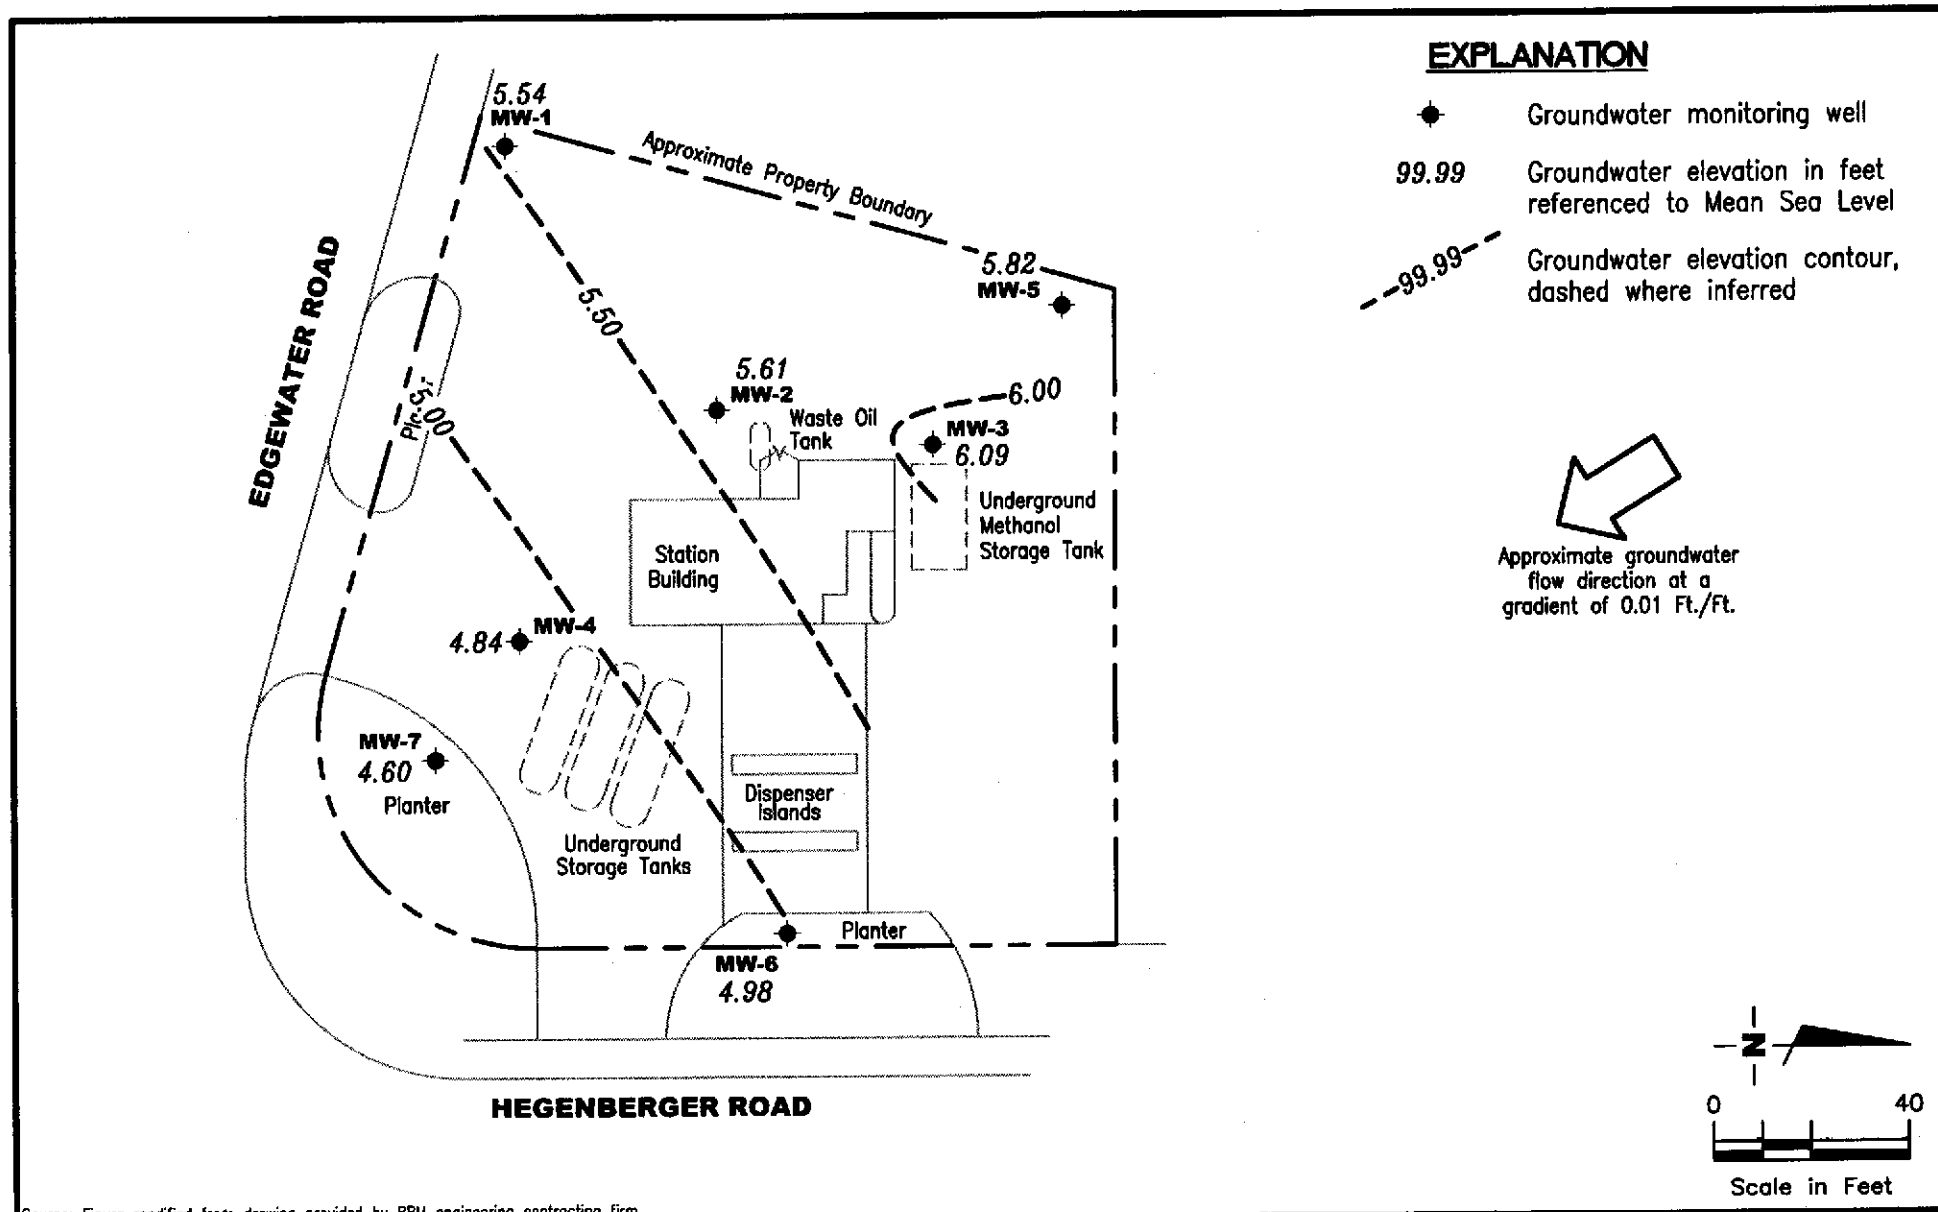 EXPLANATION
Groundwater monitoring well
99.99
Groundwater elevation in feet
referenced to Mean Sea Level
99.99
Groundwater elevation contour,
dashed where inferred
5.54
MW-1
Approximate Property Boundary
5.82
MW-5
EDGEWATER ROAD
5.50
5.61
MW-2
Waste Oil
Tank
6.00
MW-3
6.09
5.00
Underground
Methanol
Storage Tank
Station
Building
Approximate groundwater
flow direction at a
gradient of 0.01 Ft./Ft.
MW-4
4.84
MW-7
4.60
Planter
Dispenser
Islands
Underground
Storage Tanks
Planter
MW-6
4.98
N
HEGENBERGER ROAD
0 40
Scale in Feet